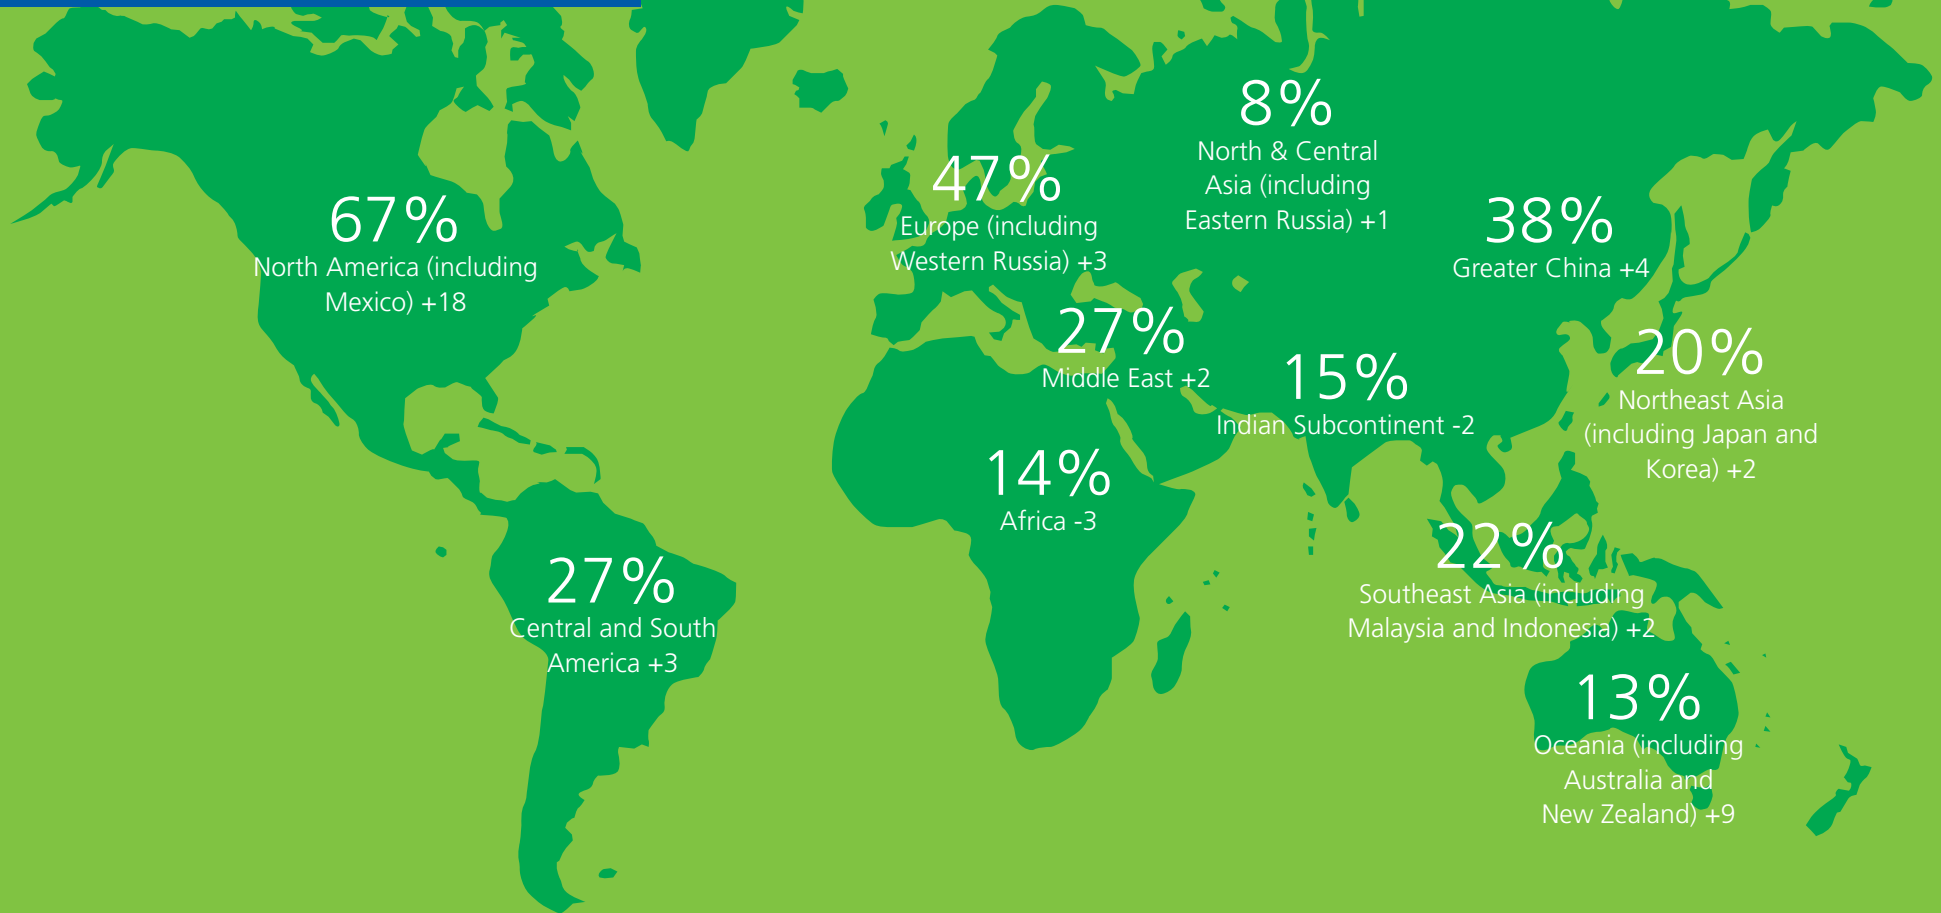 8%
North & Central
Asia (including
Eastern Russia) +1
47%
Europe (including
Western Russia) +3
67%
North America (including
Mexico) +18
38%
Greater China +4
27%
Middle East +2
15%
Indian Subcontinent -2
20%
Northeast Asia
(including Japan and
Korea) +2
14%
Africa -3
22%
Southeast Asia (including
Malaysia and Indonesia) +2
27%
Central and South
America +3
13%
Oceania (including
Australia and
New Zealand) +9